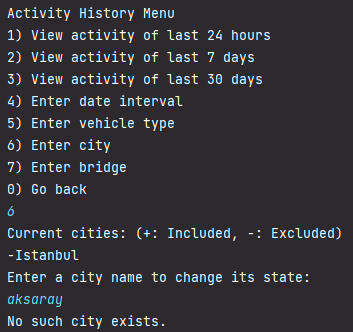 Activity History Menu
1) View activity of last 24 hours
2) View activity of last 7 days
3) View activity of last 30 days
4) Enter date interval
5) Enter vehicle type
6) Enter city
7) Enter bridge
0) Go back
6
Current cities: (+: Included, -: Excluded)
-Istanbul
Enter a city name to change its state:
aksaray
No such city exists.